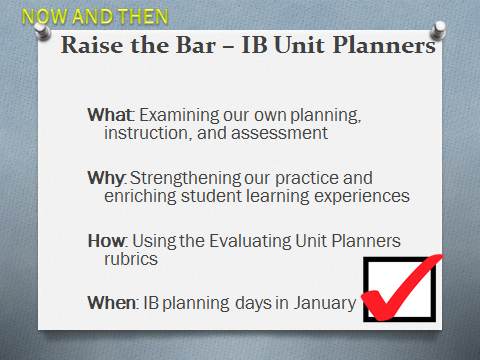 NOW AND THEN
Raise the Bar – IB Unit Planners
What: Examining our own planning,
instruction, and assessment
Why: Strengthening our practice and
enriching student learning experiences
How: Using the Evaluating Unit Planners
rubrics
When: IB planning days in January